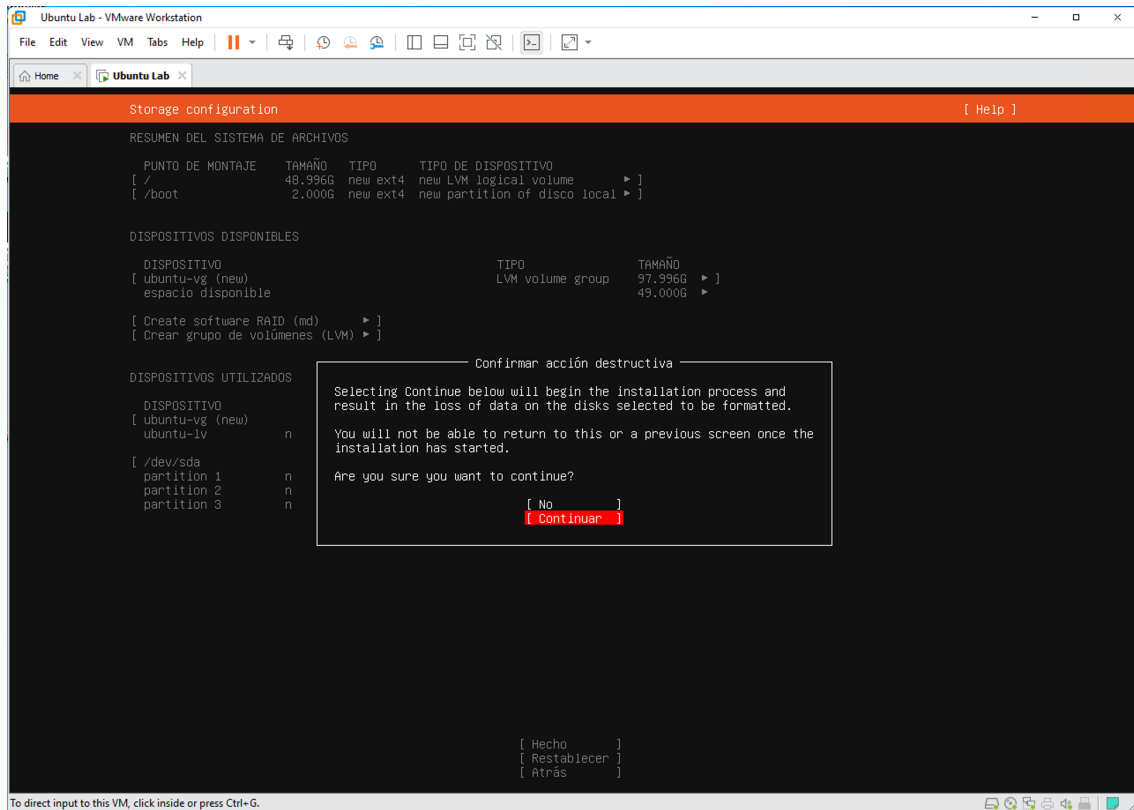 Ubuntu Lab - VMware Workstation
File Edit View VM Tabs Help
Home Ubuntu Lab
Storage configuration [ Help ]
RESUMEN DEL SISTEMA DE ARCHIVOS
PUNTO DE MONTAJE TAMAÑO TIPO TIPO DE DISPOSITIVO
[ / 48.996G new ext4 new LVM logical volume ▸ ]
[ /boot 2.000G new ext4 new partition of disco local ▸ ]
DISPOSITIVOS DISPONIBLES
DISPOSITIVO TIPO TAMAÑO
[ ubuntu-vg (new) LVM volume group 97.996G ▸ ]
espacio disponible 49.000G ▸
[ Create software RAID (md) ▸ ]
[ Crear grupo de volúmenes (LVM) ▸ ]
DISPOSITIVOS UTILIZADOS
DISPOSITIVO
[ ubuntu-vg (new)
ubuntu-lv n
[ /dev/sda
partition 1 n
partition 2 n
partition 3 n
Confirmar acción destructiva
Selecting Continue below will begin the installation process and
result in the loss of data on the disks selected to be formatted.
You will not be able to return to this or a previous screen once the
installation has started.
Are you sure you want to continue?
[ No ]
[ Continuar ]
[ Hecho ]
[ Restablecer ]
[ Atrás ]
To direct input to this VM, click inside or press Ctrl+G.